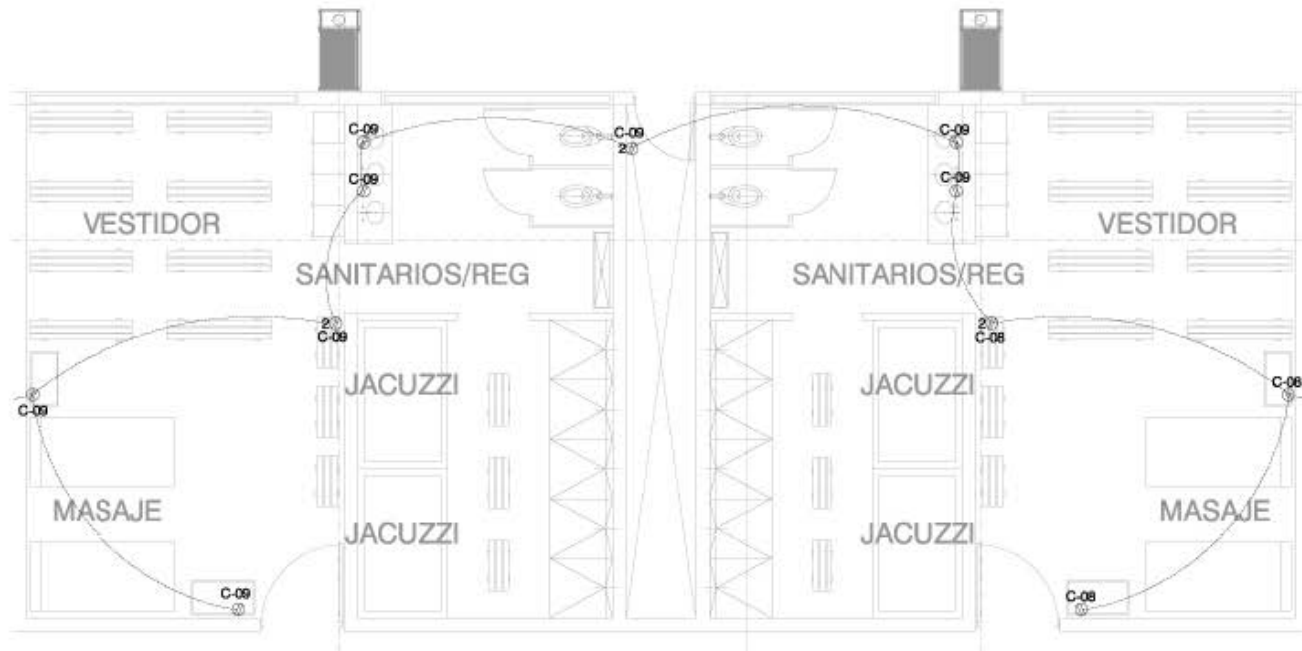 C-09
C-09
C-09
2
C-09
C-09
VESTIDOR
VESTIDOR
SANITARIOS/REG
SANITARIOS/REG
2
C-09
2
C-08
JACUZZI
JACUZZI
C-09
C-08
MASAJE
MASAJE
JACUZZI
JACUZZI
C-09
C-08